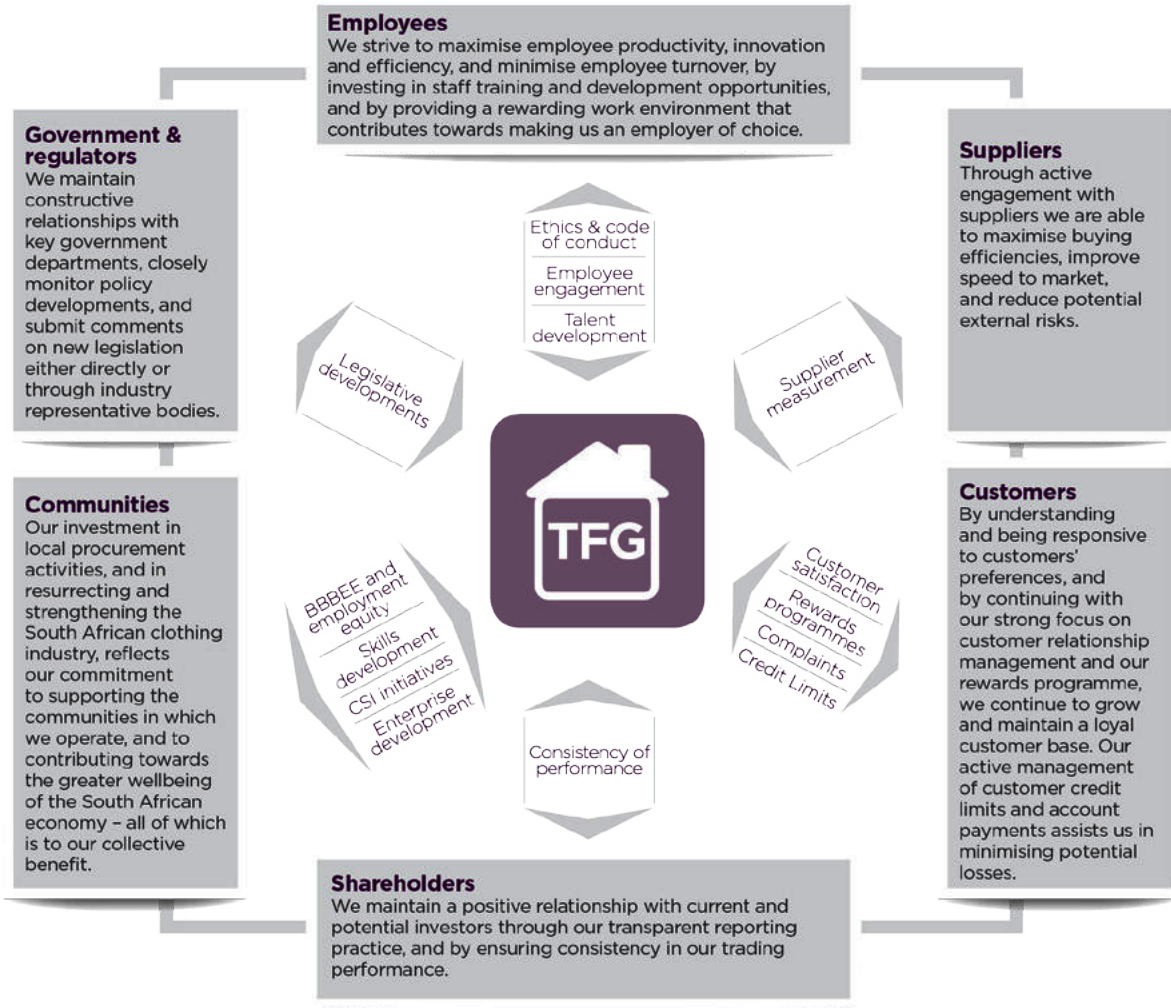 Employees
We strive to maximise employee productivity, innovation
and efficiency, and minimise employee turnover, by
investing in staff training and development opportunities,
and by providing a rewarding work environment that
contributes towards making us an employer of choice.
Government &
regulators
We maintain
constructive
relationships with
key government
departments, closely
monitor policy
developments, and
submit comments
on new legislation
either directly or
through industry
representative bodies.
Suppliers
Through active
engagement with
suppliers we are able
to maximise buying
efficiencies, improve
speed to market,
and reduce potential
external risks.
Ethics & code
of conduct
Employee
engagement
Talent
development
Legislative
developments
Supplier
measurement
TFG
Communities
Our investment in
local procurement
activities, and in
resurrecting and
strengthening the
South African clothing
industry, reflects
our commitment
to supporting the
communities in which
we operate, and to
contributing towards
the greater wellbeing
of the South African
economy – all of which
is to our collective
benefit.
BBBEE and
employment
equity
Skills
development
CSI initiatives
Enterprise
development
Customer
satisfaction
Rewards
programmes
Complaints
Credit Limits
Customers
By understanding
and being responsive
to customers'
preferences, and
by continuing with
our strong focus on
customer relationship
management and our
rewards programme,
we continue to grow
and maintain a loyal
customer base. Our
active management
of customer credit
limits and account
payments assists us in
minimising potential
losses.
Consistency of
performance
Shareholders
We maintain a positive relationship with current and
potential investors through our transparent reporting
practice, and by ensuring consistency in our trading
performance.